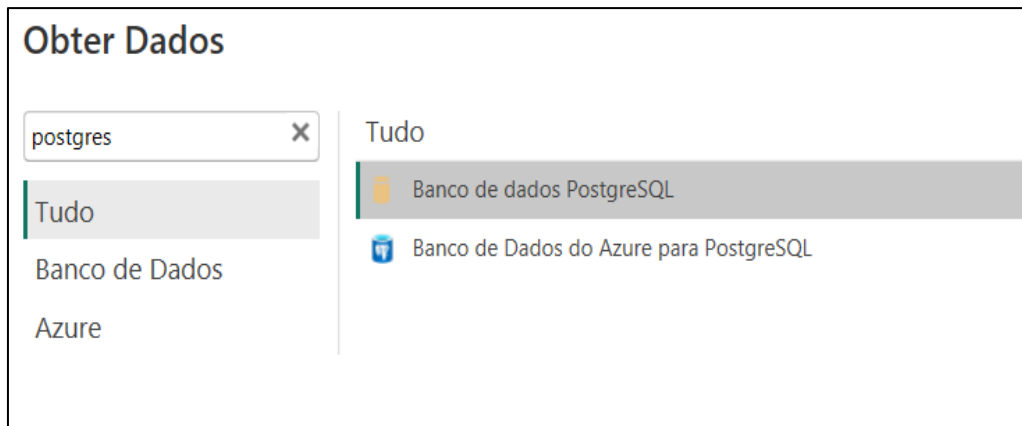 Obter Dados
postgres
Tudo
Banco de Dados
Azure
Tudo
Banco de dados PostgreSQL
Banco de Dados do Azure para PostgreSQL